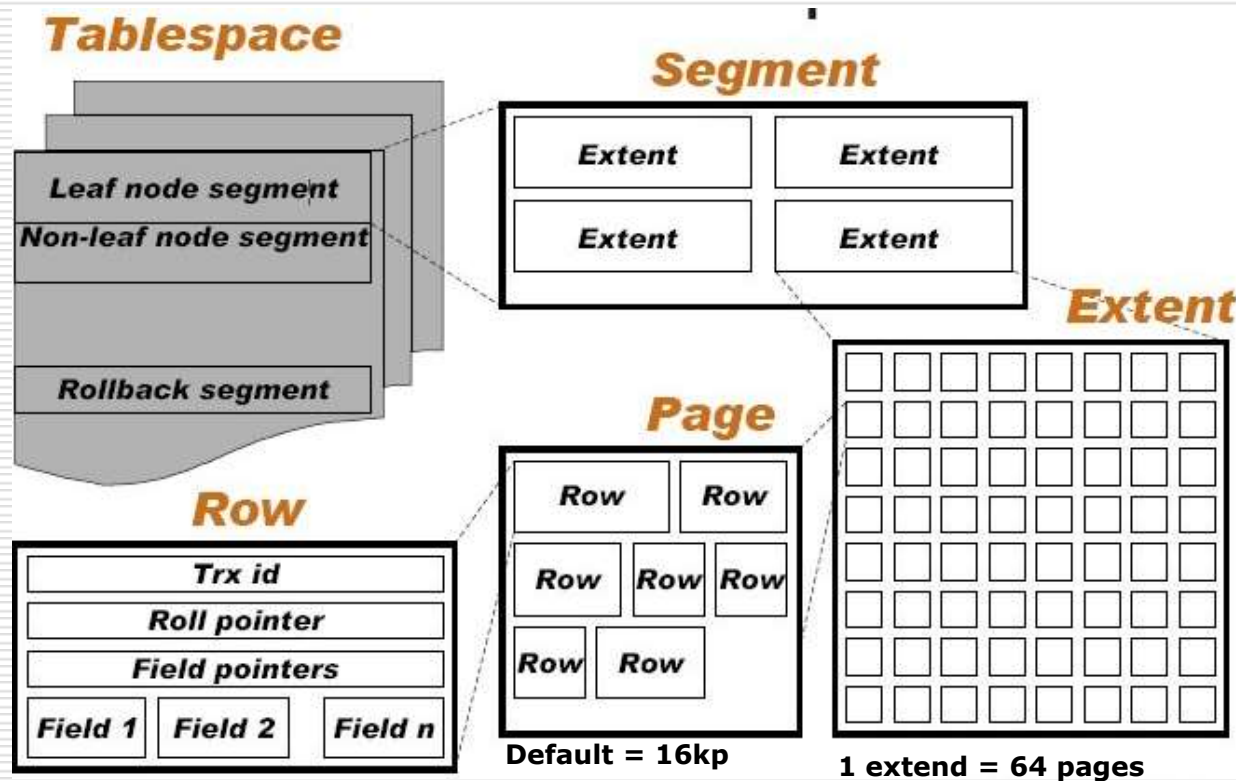 Tablespace
Leaf node segment
Non-leaf node segment
Rollback segment
Segment
Extent Extent
Extent Extent
Extent
Page
Row Row
Row Row Row
Row Row
Default = 16kp
1 extend = 64 pages
Row
Trx id
Roll pointer
Field pointers
Field 1 Field 2 Field n